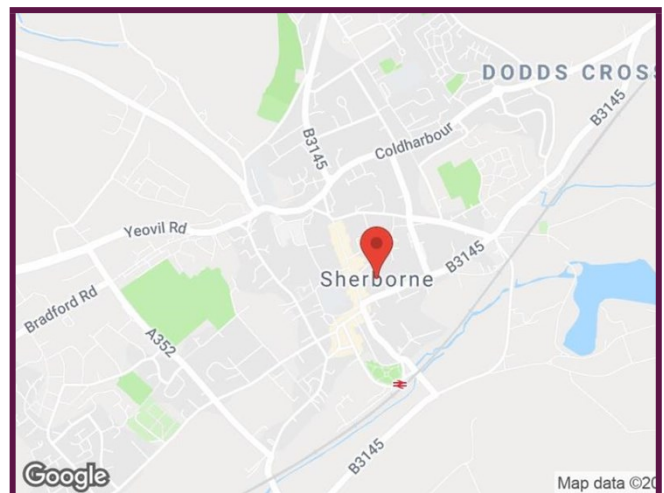 DODDS CROSS
B3145
B3145
Coldharbour
Yeovil Rd
Sherborne
B3145
Bradford Rd
A352
B3145
Google
Map data ©20